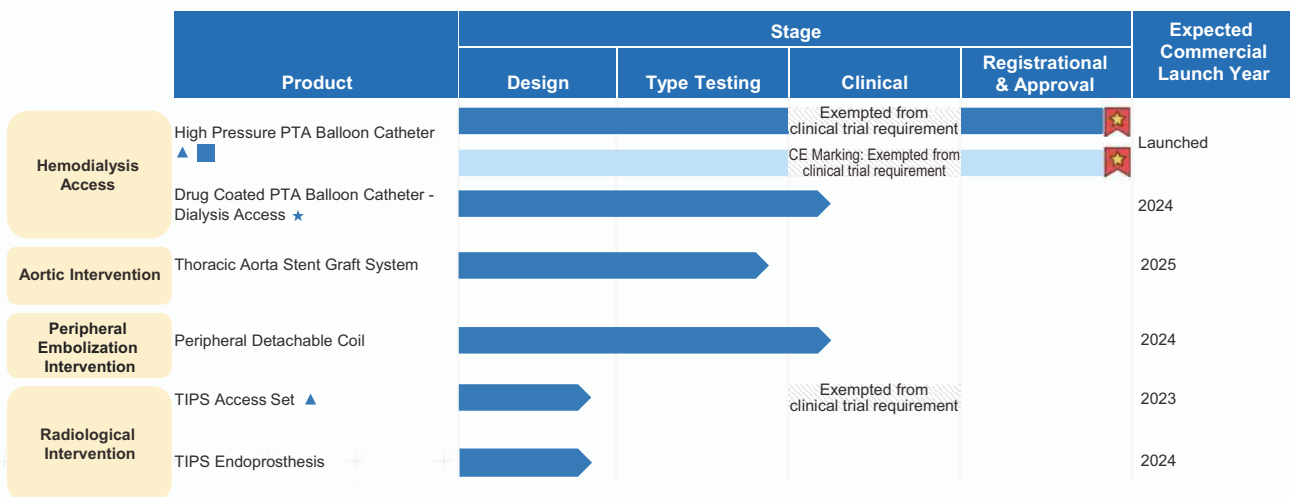 Product
Stage
Design
Type Testing
Clinical
Registrational
& Approval
Expected
Commercial
Launch Year
Hemodialysis
Access
High Pressure PTA Balloon Catheter
Exempted from
clinical trial requirement
CE Marking: Exempted from
clinical trial requirement
Launched
Drug Coated PTA Balloon Catheter -
Dialysis Access
2024
Aortic Intervention
Thoracic Aorta Stent Graft System
2025
Peripheral
Embolization
Intervention
Peripheral Detachable Coil
2024
Radiological
Intervention
TIPS Access Set
Exempted from
clinical trial requirement
2023
TIPS Endoprosthesis
2024